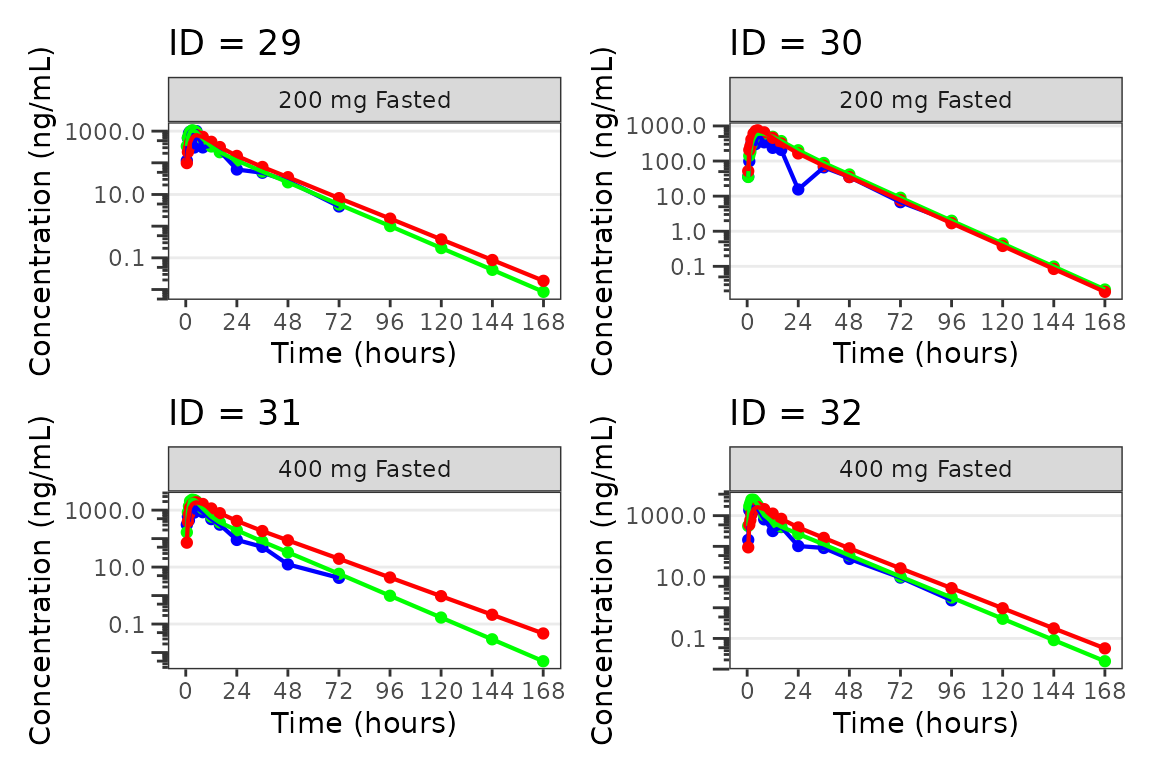 ID = 29
200 mg Fasted
Concentration (ng/mL)
1000.0
10.0
0.1
0 24 48 72 96 120 144 168
Time (hours)
ID = 30
200 mg Fasted
Concentration (ng/mL)
1000.0
100.0
10.0
1.0
0.1
0 24 48 72 96 120 144 168
Time (hours)
ID = 31
400 mg Fasted
Concentration (ng/mL)
1000.0
10.0
0.1
0 24 48 72 96 120 144 168
Time (hours)
ID = 32
400 mg Fasted
Concentration (ng/mL)
1000.0
10.0
0.1
0 24 48 72 96 120 144 168
Time (hours)